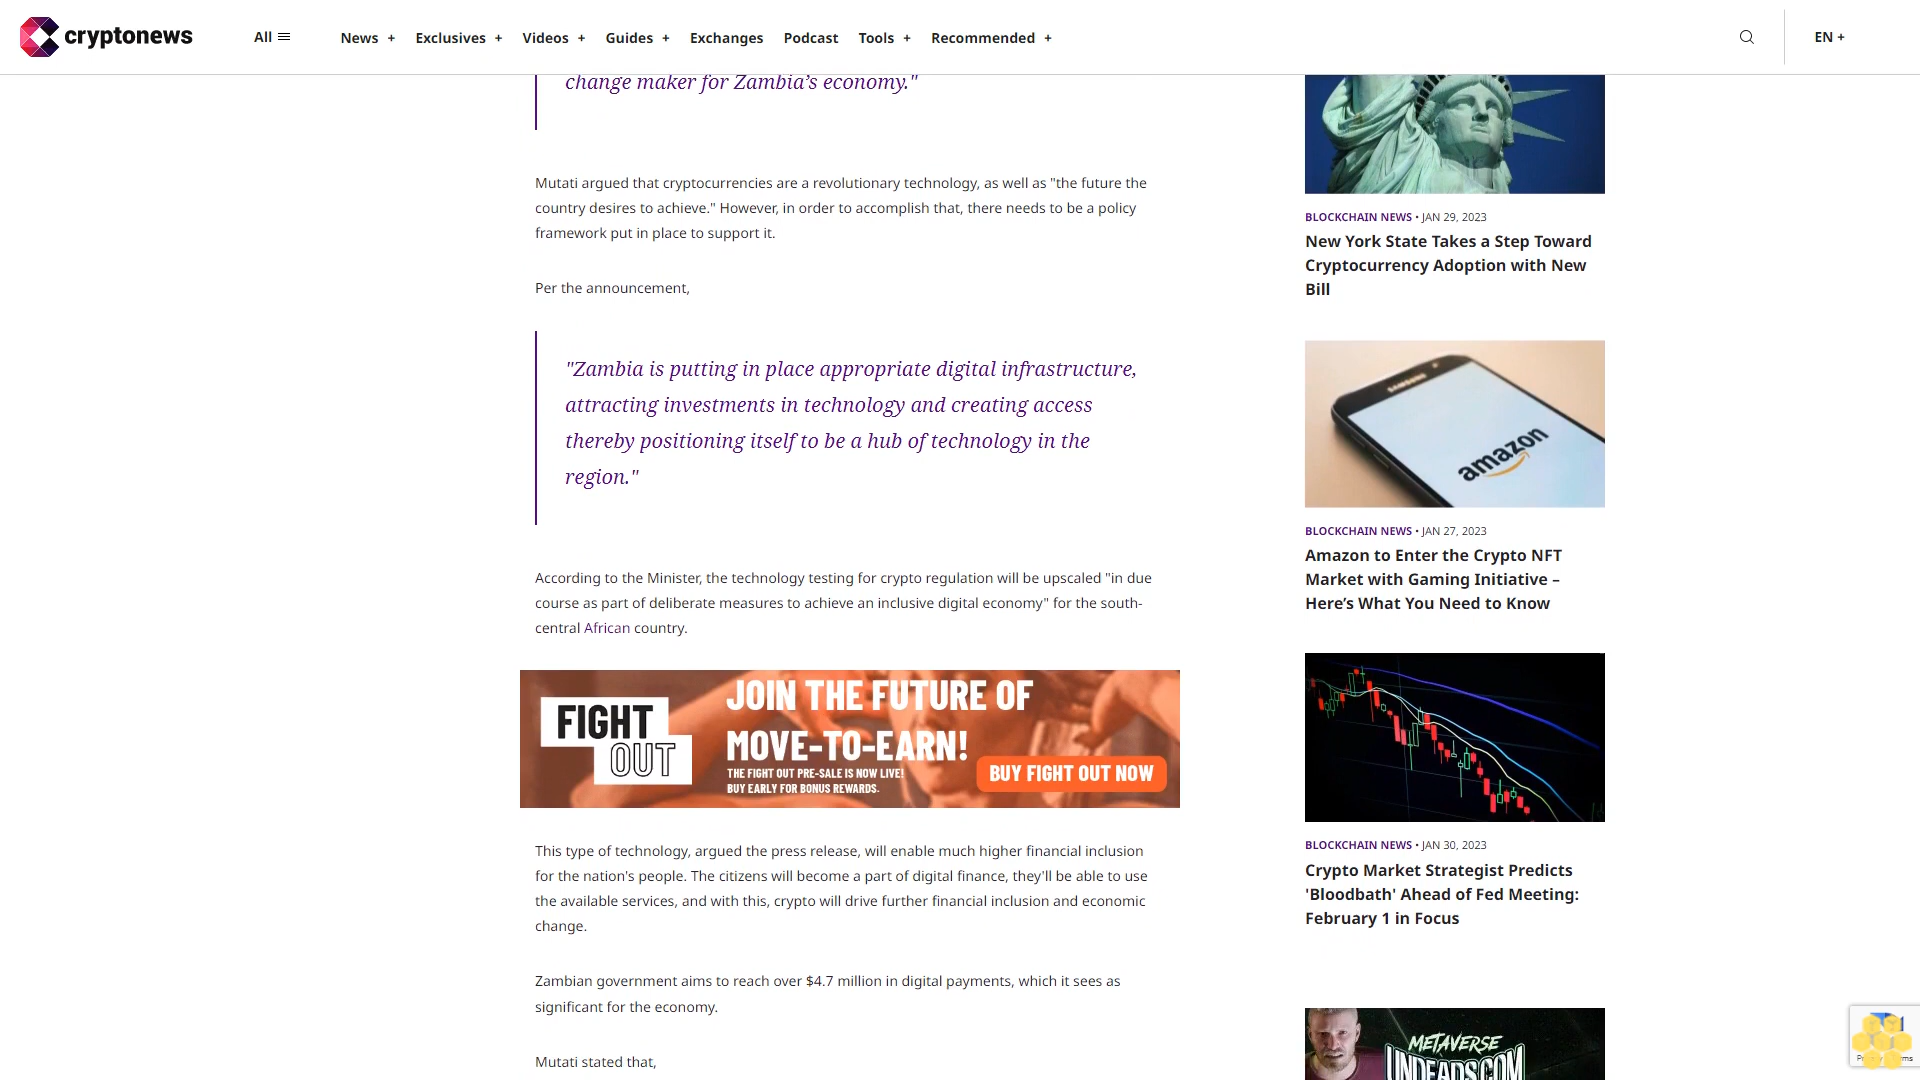 cryptonews
All
News +
Exclusives +
Videos +
Guides +
Exchanges
Podcast
Tools +
Recommended +
EN +
change maker for Zambia’s economy."
Mutati argued that cryptocurrencies are a revolutionary technology, as well as "the future the
country desires to achieve." However, in order to accomplish that, there needs to be a policy
framework put in place to support it.
Per the announcement,
"Zambia is putting in place appropriate digital infrastructure,
attracting investments in technology and creating access
thereby positioning itself to be a hub of technology in the
region."
According to the Minister, the technology testing for crypto regulation will be upscaled "in due
course as part of deliberate measures to achieve an inclusive digital economy" for the south-
central African country.
FIGHT
OUT
JOIN THE FUTURE OF
MOVE-TO-EARN!
THE FIGHT OUT PRE-SALE IS NOW LIVE!
BUY EARLY FOR BONUS REWARDS.
BUY FIGHT OUT NOW
This type of technology, argued the press release, will enable much higher financial inclusion
for the nation's people. The citizens will become a part of digital finance, they'll be able to use
the available services, and with this, crypto will drive further financial inclusion and economic
change.
Zambian government aims to reach over $4.7 million in digital payments, which it sees as
significant for the economy.
Mutati stated that,
BLOCKCHAIN NEWS • JAN 29, 2023
New York State Takes a Step Toward
Cryptocurrency Adoption with New
Bill
SAMSUNG
amazon
BLOCKCHAIN NEWS • JAN 27, 2023
Amazon to Enter the Crypto NFT
Market with Gaming Initiative –
Here’s What You Need to Know
BLOCKCHAIN NEWS • JAN 30, 2023
Crypto Market Strategist Predicts
'Bloodbath' Ahead of Fed Meeting:
February 1 in Focus
METAVERSE
UNDEADS.COM